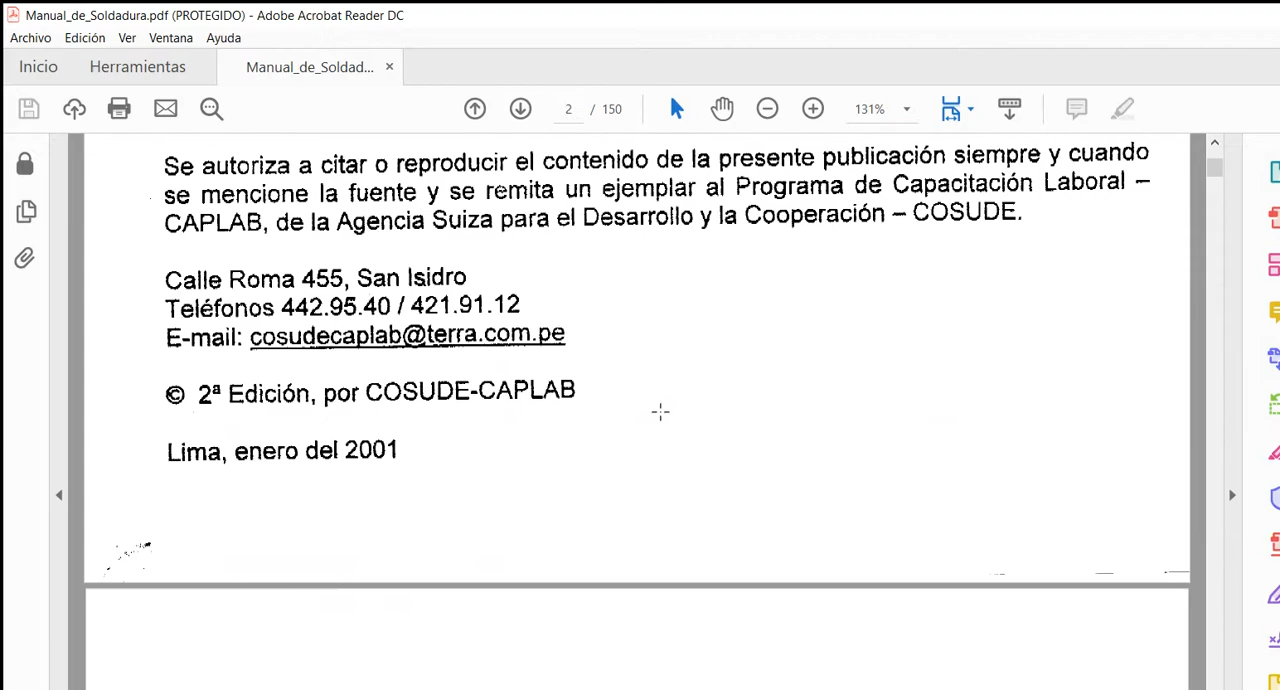 Manual_de_Soldadura.pdf (PROTEGIDO) - Adobe Acrobat Reader DC
Archivo Edición Ver Ventana Ayuda
Inicio Herramientas Manual_de_Soldad... ×
2 / 150 131%
Se autoriza a citar o reproducir el contenido de la presente publicación siempre y cuando
se mencione la fuente y se remita un ejemplar al Programa de Capacitación Laboral –
CAPLAB, de la Agencia Suiza para el Desarrollo y la Cooperación – COSUDE.
Calle Roma 455, San Isidro
Teléfonos 442.95.40 / 421.91.12
E-mail: cosudecaplab@terra.com.pe
© 2ª Edición, por COSUDE-CAPLAB
Lima, enero del 2001